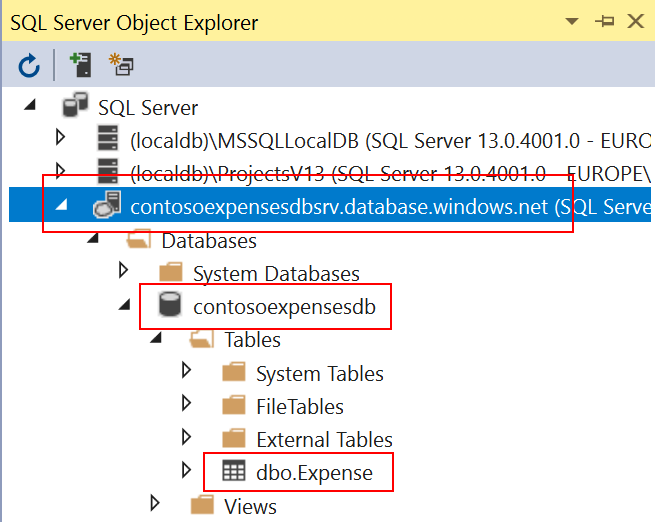 SQL Server Object Explorer
SQL Server
(localdb)\MSSQLLocalDB (SQL Server 13.0.4001.0 - EURO
(localdb)\ProjectsV13 (SQL Server 13.0.4001.0 - EUROPE\
contosoexpensesdbsrv.database.windows.net (SQL Serve
Databases
System Databases
contosoexpensesdb
Tables
System Tables
FileTables
External Tables
dbo.Expense
Views